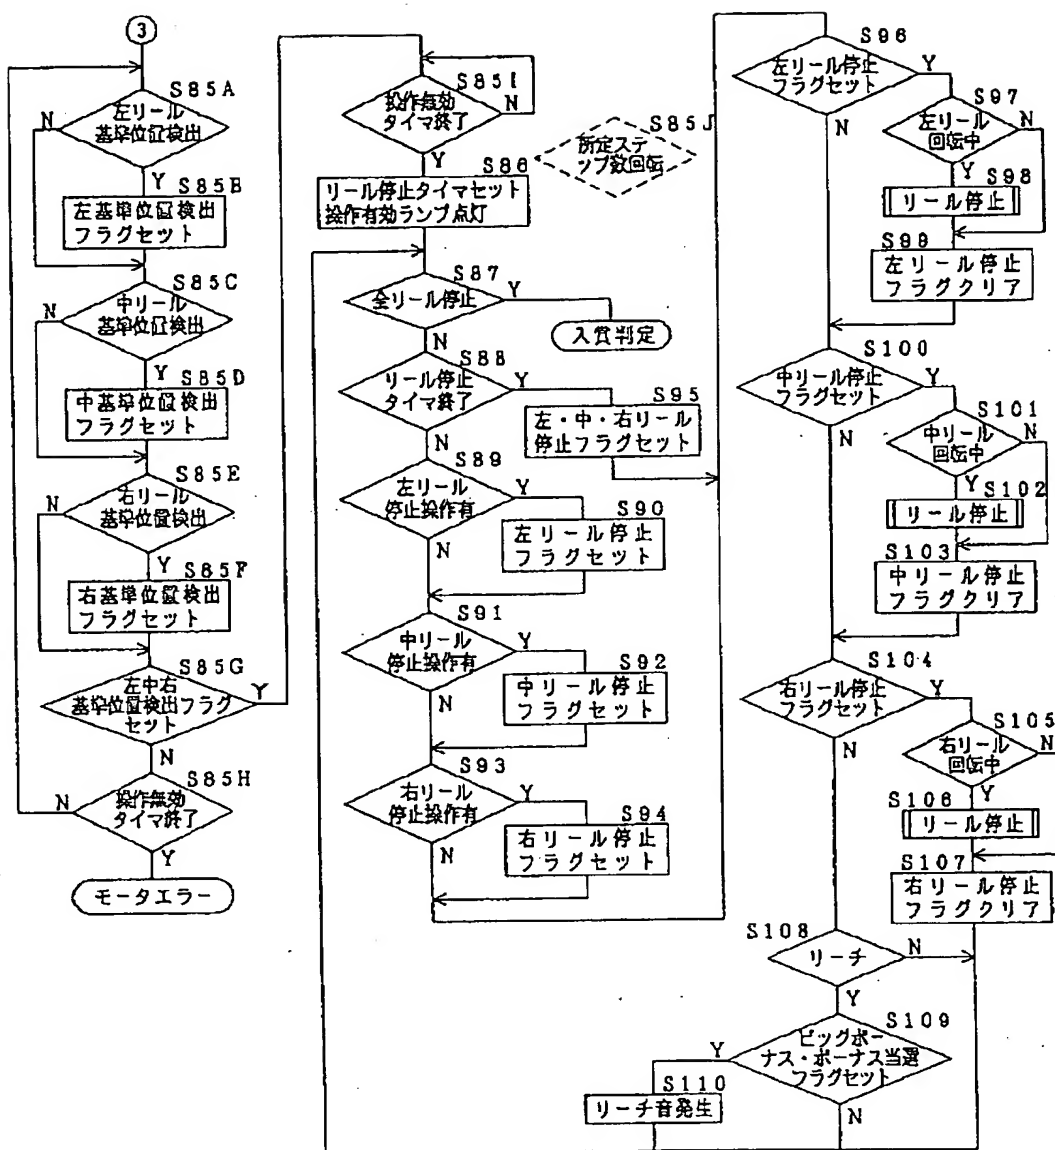 3
S85A
左リール
基準位置検出
N
Y
S85B
左基準位置検出
フラグセット
S85C
中リール
基準位置検出
N
Y
S85D
中基準位置検出
フラグセット
S85E
右リール
基準位置検出
N
Y
S85F
右基準位置検出
フラグセット
S85G
左中右
基準位置検出フラグ
セット
Y
N
S85H
操作無効
タイマ終了
N
Y
モータエラー
S85I
操作無効
タイマ終了
N
Y
S85J
所定ステ
ップ数回転
S86
リール停止タイマセット
操作有効ランプ点灯
S87
全リール停止
Y
入賞判定
N
S88
リール停止
タイマ終了
Y
S95
左・中・右リール
停止フラグセット
N
S89
左リール
停止操作有
Y
S90
左リール停止
フラグセット
N
S91
中リール
停止操作有
Y
S92
中リール停止
フラグセット
N
S93
右リール
停止操作有
Y
S94
右リール停止
フラグセット
N
S96
左リール停止
フラグセット
Y
S97
左リール
回転中
N
N
Y
S98
リール停止
S99
左リール停止
フラグクリア
S100
中リール停止
フラグセット
Y
S101
中リール
回転中
N
N
Y
S102
リール停止
S103
中リール停止
フラグクリア
S104
右リール停止
フラグセット
Y
S105
右リール
回転中
N
N
Y
S106
リール停止
S107
右リール停止
フラグクリア
S108
リーチ
N
Y
S109
ビッグボー
ナス・ボーナス当選
フラグセット
Y
S110
リーチ音発生
N